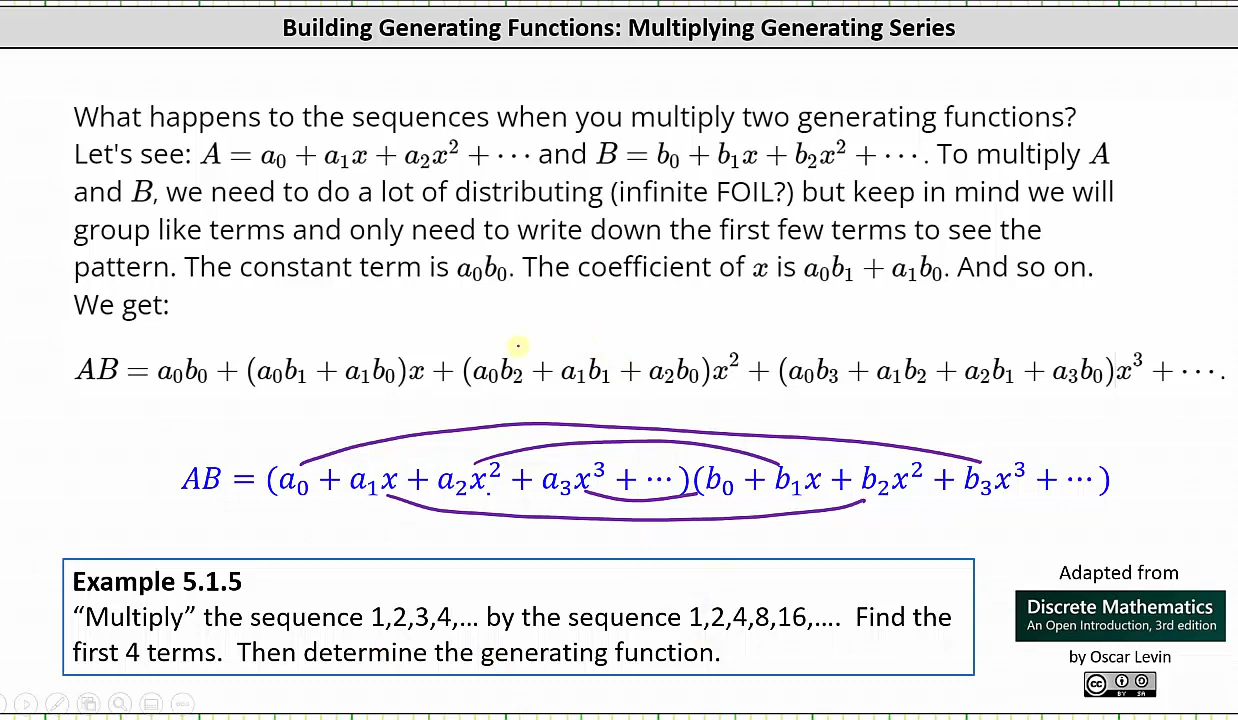 Building Generating Functions: Multiplying Generating Series
What happens to the sequences when you multiply two generating functions?
Let's see: A = a₀ + a₁x + a₂x² + ⋯ and B = b₀ + b₁x + b₂x² + ⋯. To multiply A
and B, we need to do a lot of distributing (infinite FOIL?) but keep in mind we will
group like terms and only need to write down the first few terms to see the
pattern. The constant term is a₀b₀. The coefficient of x is a₀b₁ + a₁b₀. And so on.
We get:
AB = a₀b₀ + (a₀b₁ + a₁b₀)x + (a₀b₂ + a₁b₁ + a₂b₀)x² + (a₀b₃ + a₁b₂ + a₂b₁ + a₃b₀)x³ + ⋯.
AB = (a₀ + a₁x + a₂x² + a₃x³ + ⋯)(b₀ + b₁x + b₂x² + b₃x³ + ⋯)
Example 5.1.5
“Multiply” the sequence 1,2,3,4,… by the sequence 1,2,4,8,16,…. Find the
first 4 terms. Then determine the generating function.
Adapted from
Discrete Mathematics
An Open Introduction, 3rd edition
by Oscar Levin
cc BY SA